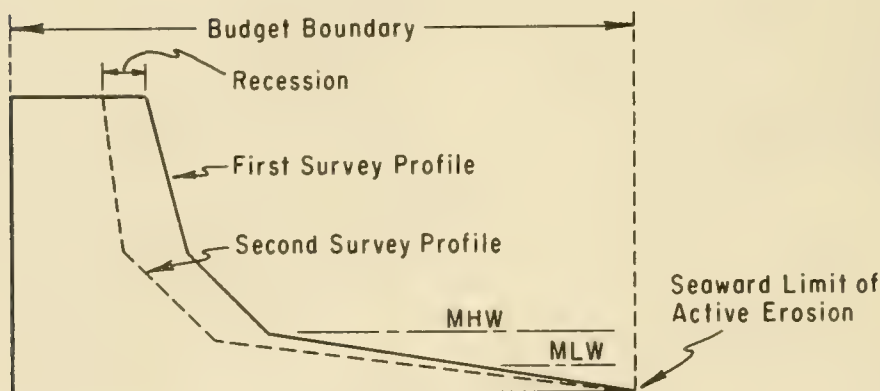 Budget Boundary
Recession
First Survey Profile
Second Survey Profile
Seaward Limit of
Active Erosion
MHW
MLW